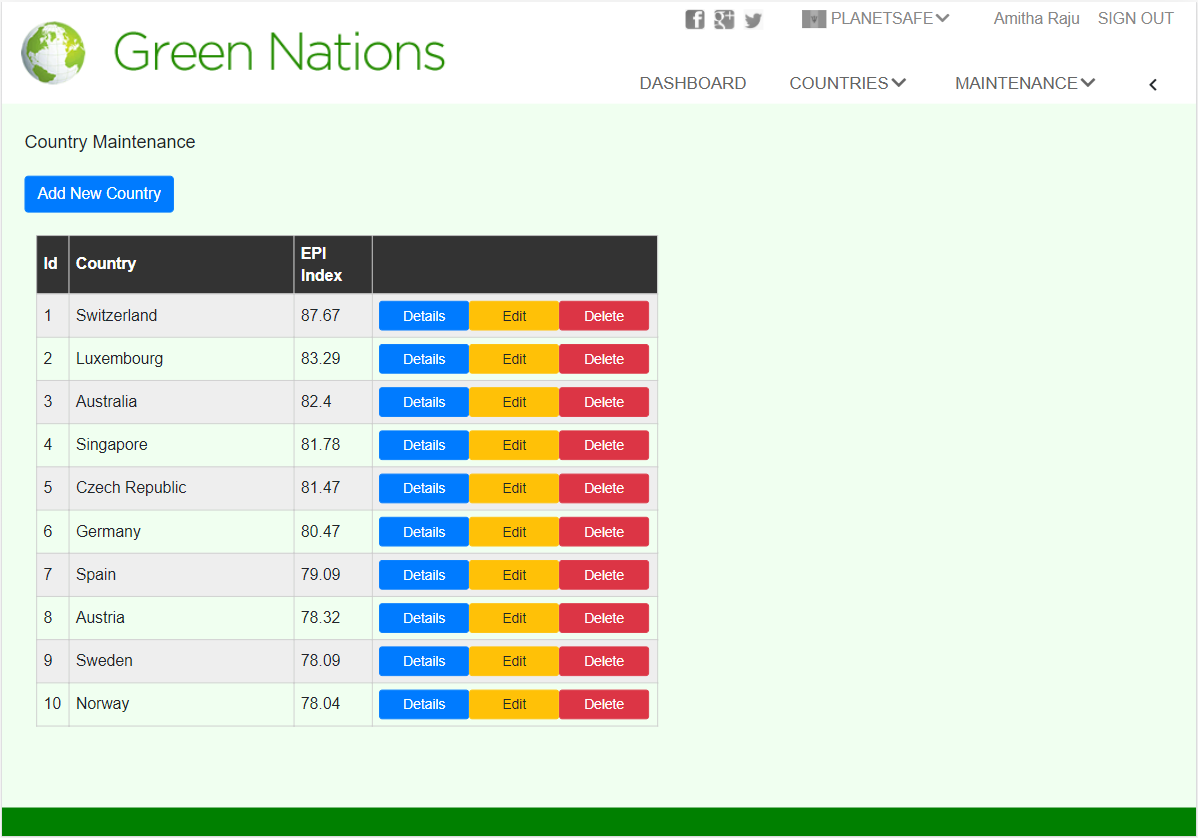 Green Nations
PLANETSAFE Amitha Raju SIGN OUT
DASHBOARD COUNTRIES MAINTENANCE
Country Maintenance
Add New Country
Id Country EPI Index
1 Switzerland 87.67 Details Edit Delete
2 Luxembourg 83.29 Details Edit Delete
3 Australia 82.4 Details Edit Delete
4 Singapore 81.78 Details Edit Delete
5 Czech Republic 81.47 Details Edit Delete
6 Germany 80.47 Details Edit Delete
7 Spain 79.09 Details Edit Delete
8 Austria 78.32 Details Edit Delete
9 Sweden 78.09 Details Edit Delete
10 Norway 78.04 Details Edit Delete